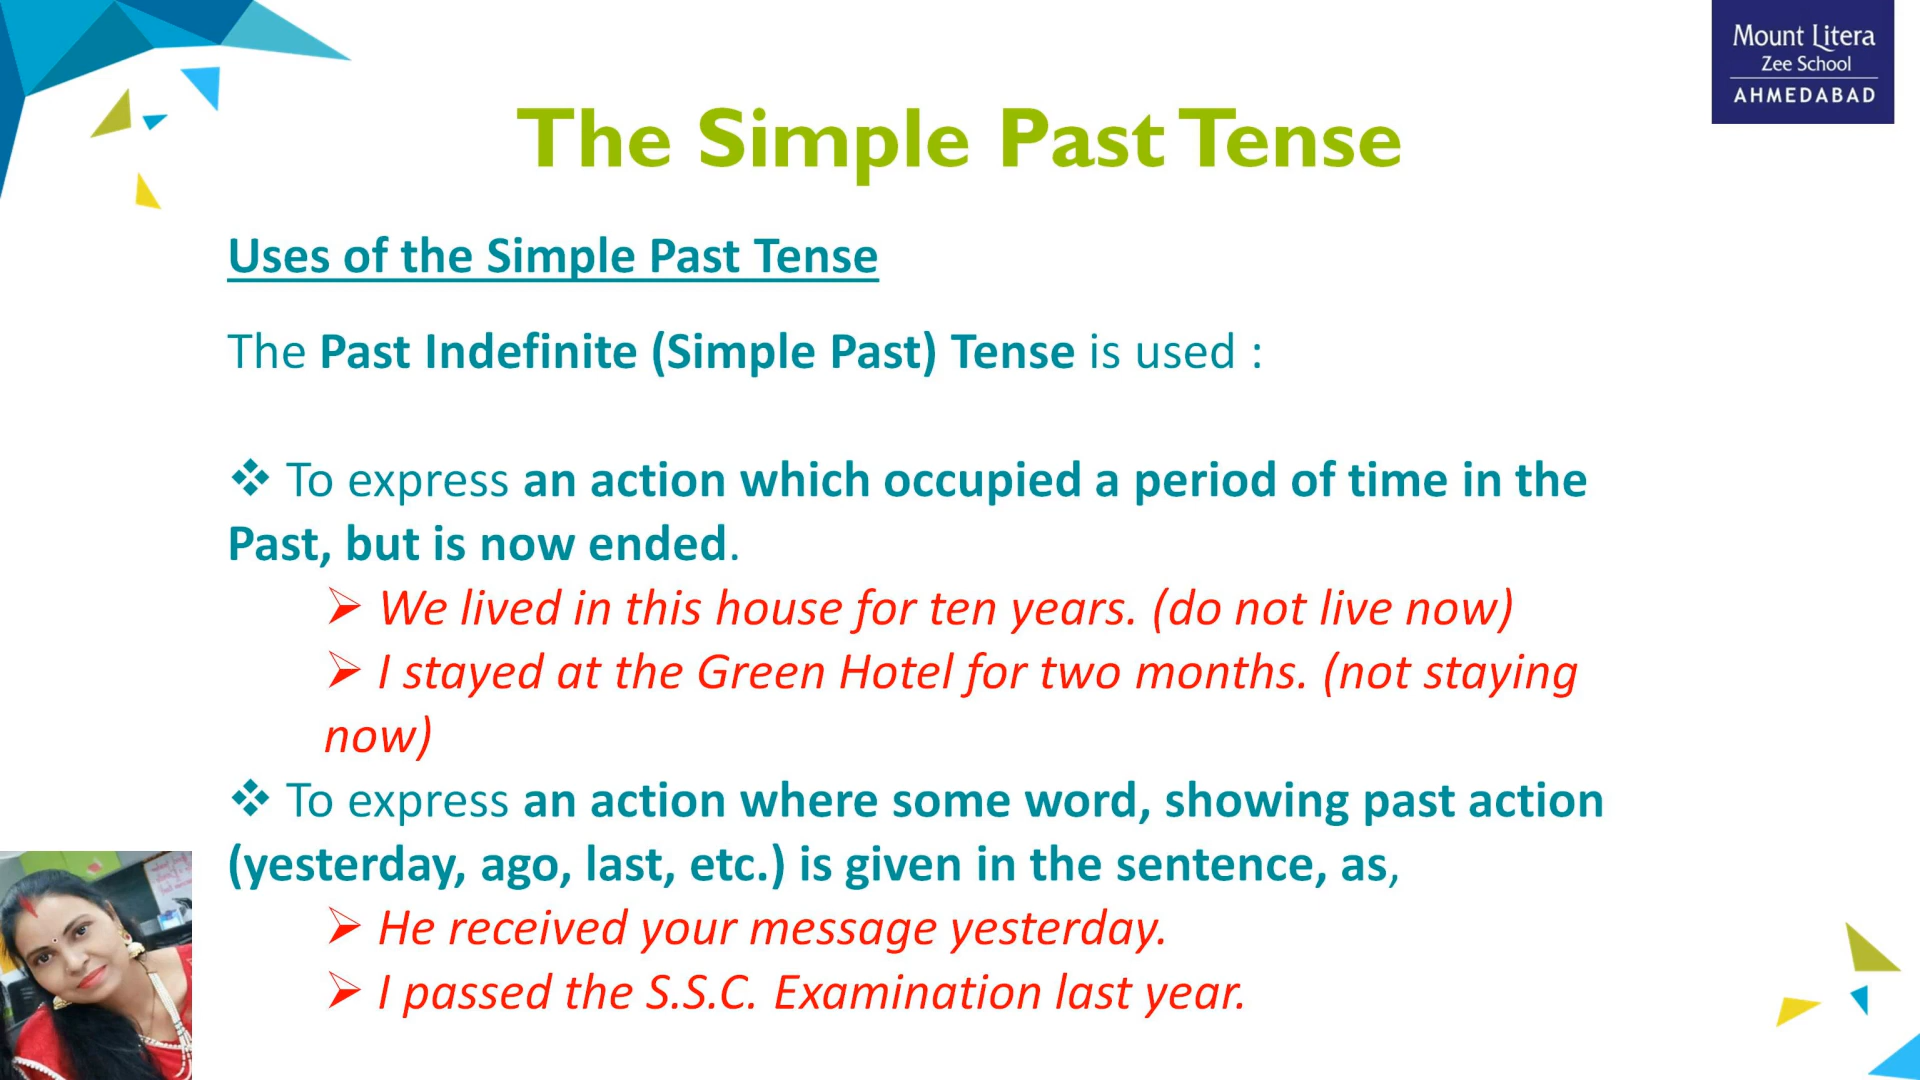 Mount Litera
Zee School
AHMEDABAD
The Simple Past Tense
Uses of the Simple Past Tense
The Past Indefinite (Simple Past) Tense is used :
❖ To express an action which occupied a period of time in the
Past, but is now ended.
➢ We lived in this house for ten years. (do not live now)
➢ I stayed at the Green Hotel for two months. (not staying
now)
❖ To express an action where some word, showing past action
(yesterday, ago, last, etc.) is given in the sentence, as,
➢ He received your message yesterday.
➢ I passed the S.S.C. Examination last year.